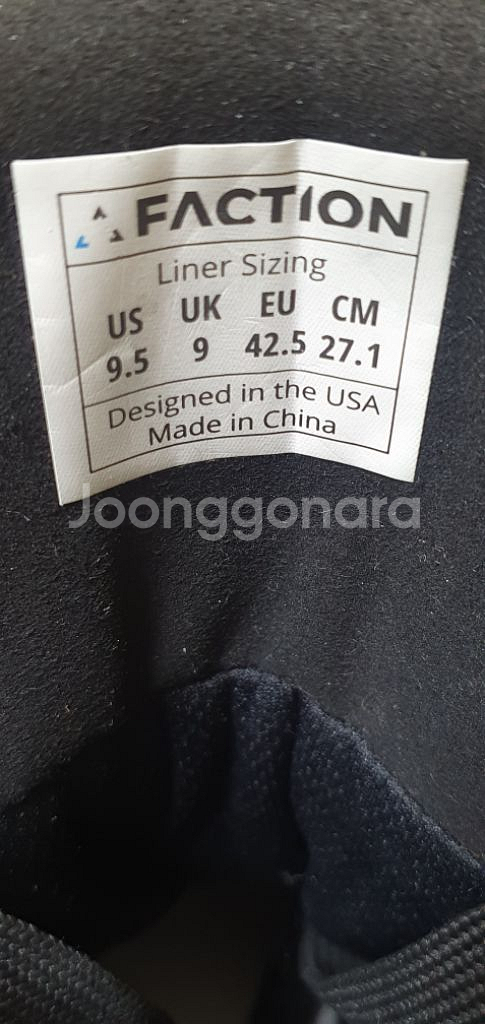 FACTION
Liner Sizing
US UK EU CM
9.5 9 42.5 27.1
Designed in the USA
Made in China
Joonggonara